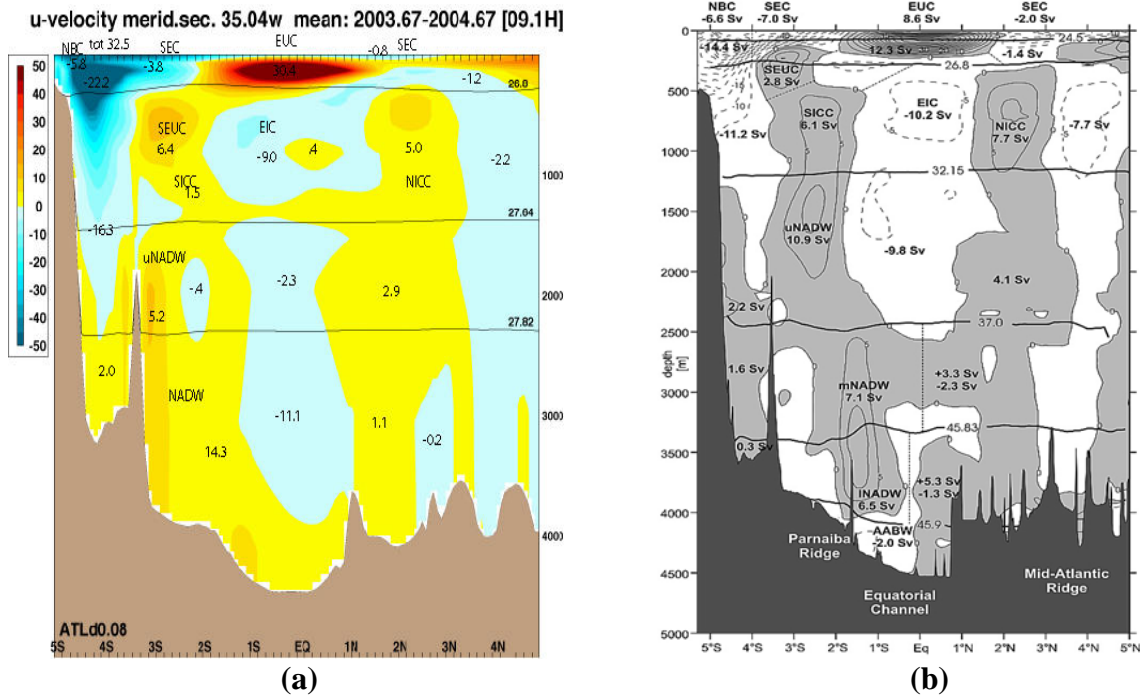 u-velocity merid.sec. 35.04w mean: 2003.67-2004.67 [09.1H]
NBC tot 32.5 SEC EUC -0.8 SEC
-5.8 -3.8 30.4 -1.2
-22.2
26.0
50
40
30
20
10
0
-10
-20
-30
-40
-50
SEUC EIC
6.4 -9.0 .4 5.0 -2.2
SICC NICC
1.5
1000
27.04
-16.3
uNADW
-.4 -2.3 2.9
2000
5.2
27.82
2.0
NADW
-11.1 1.1 -0.2
3000
14.3
4000
ATLd0.08
5S 4S 3S 2S 1S EQ 1N 2N 3N 4N
(a)
NBC SEC EUC SEC
-6.6 Sv -7.0 Sv 8.6 Sv -2.0 Sv
-14.4 Sv 12.3 Sv -1.4 Sv 24.5
26.8
SEUC
2.8 Sv
SICC
6.1 Sv
EIC
-10.2 Sv
NICC
7.7 Sv
-7.7 Sv
-11.2 Sv
32.15
uNADW
10.9 Sv
-9.8 Sv
4.1 Sv
2.2 Sv
37.0
1.6 Sv
mNADW
7.1 Sv
+3.3 Sv
-2.3 Sv
0.3 Sv
45.83
lNADW
6.5 Sv
+5.3 Sv
-1.3 Sv
45.9
AABW
-2.0 Sv
Parnaiba
Ridge
Equatorial
Channel
Mid-Atlantic
Ridge
0
500
1000
1500
2000
2500
depth
[m]
3000
3500
4000
4500
5000
5°S 4°S 3°S 2°S 1°S Eq 1°N 2°N 3°N 4°N 5°N
(b)